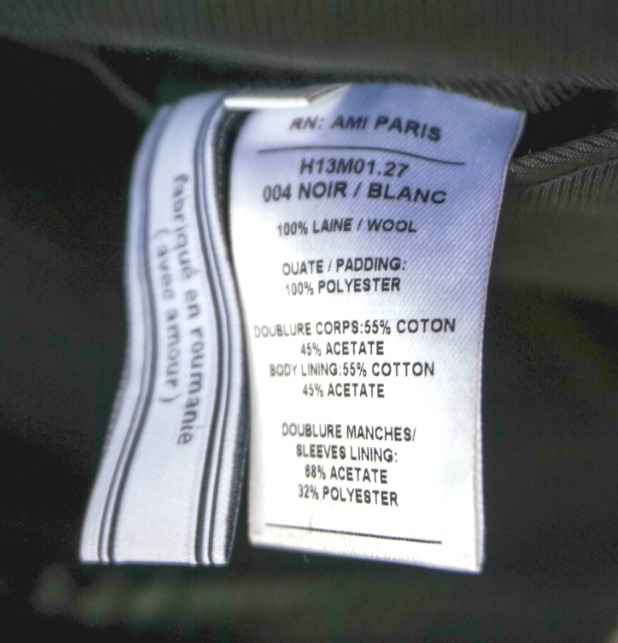 fabriqué en roumanie
(avec amour)
RN: AMI PARIS
H13M01.27
004 NOIR / BLANC
100% LAINE / WOOL
OUATE / PADDING:
100% POLYESTER
DOUBLURE CORPS:55% COTON
45% ACETATE
BODY LINING:55% COTTON
45% ACETATE
DOUBLURE MANCHES/
SLEEVES LINING:
68% ACETATE
32% POLYESTER